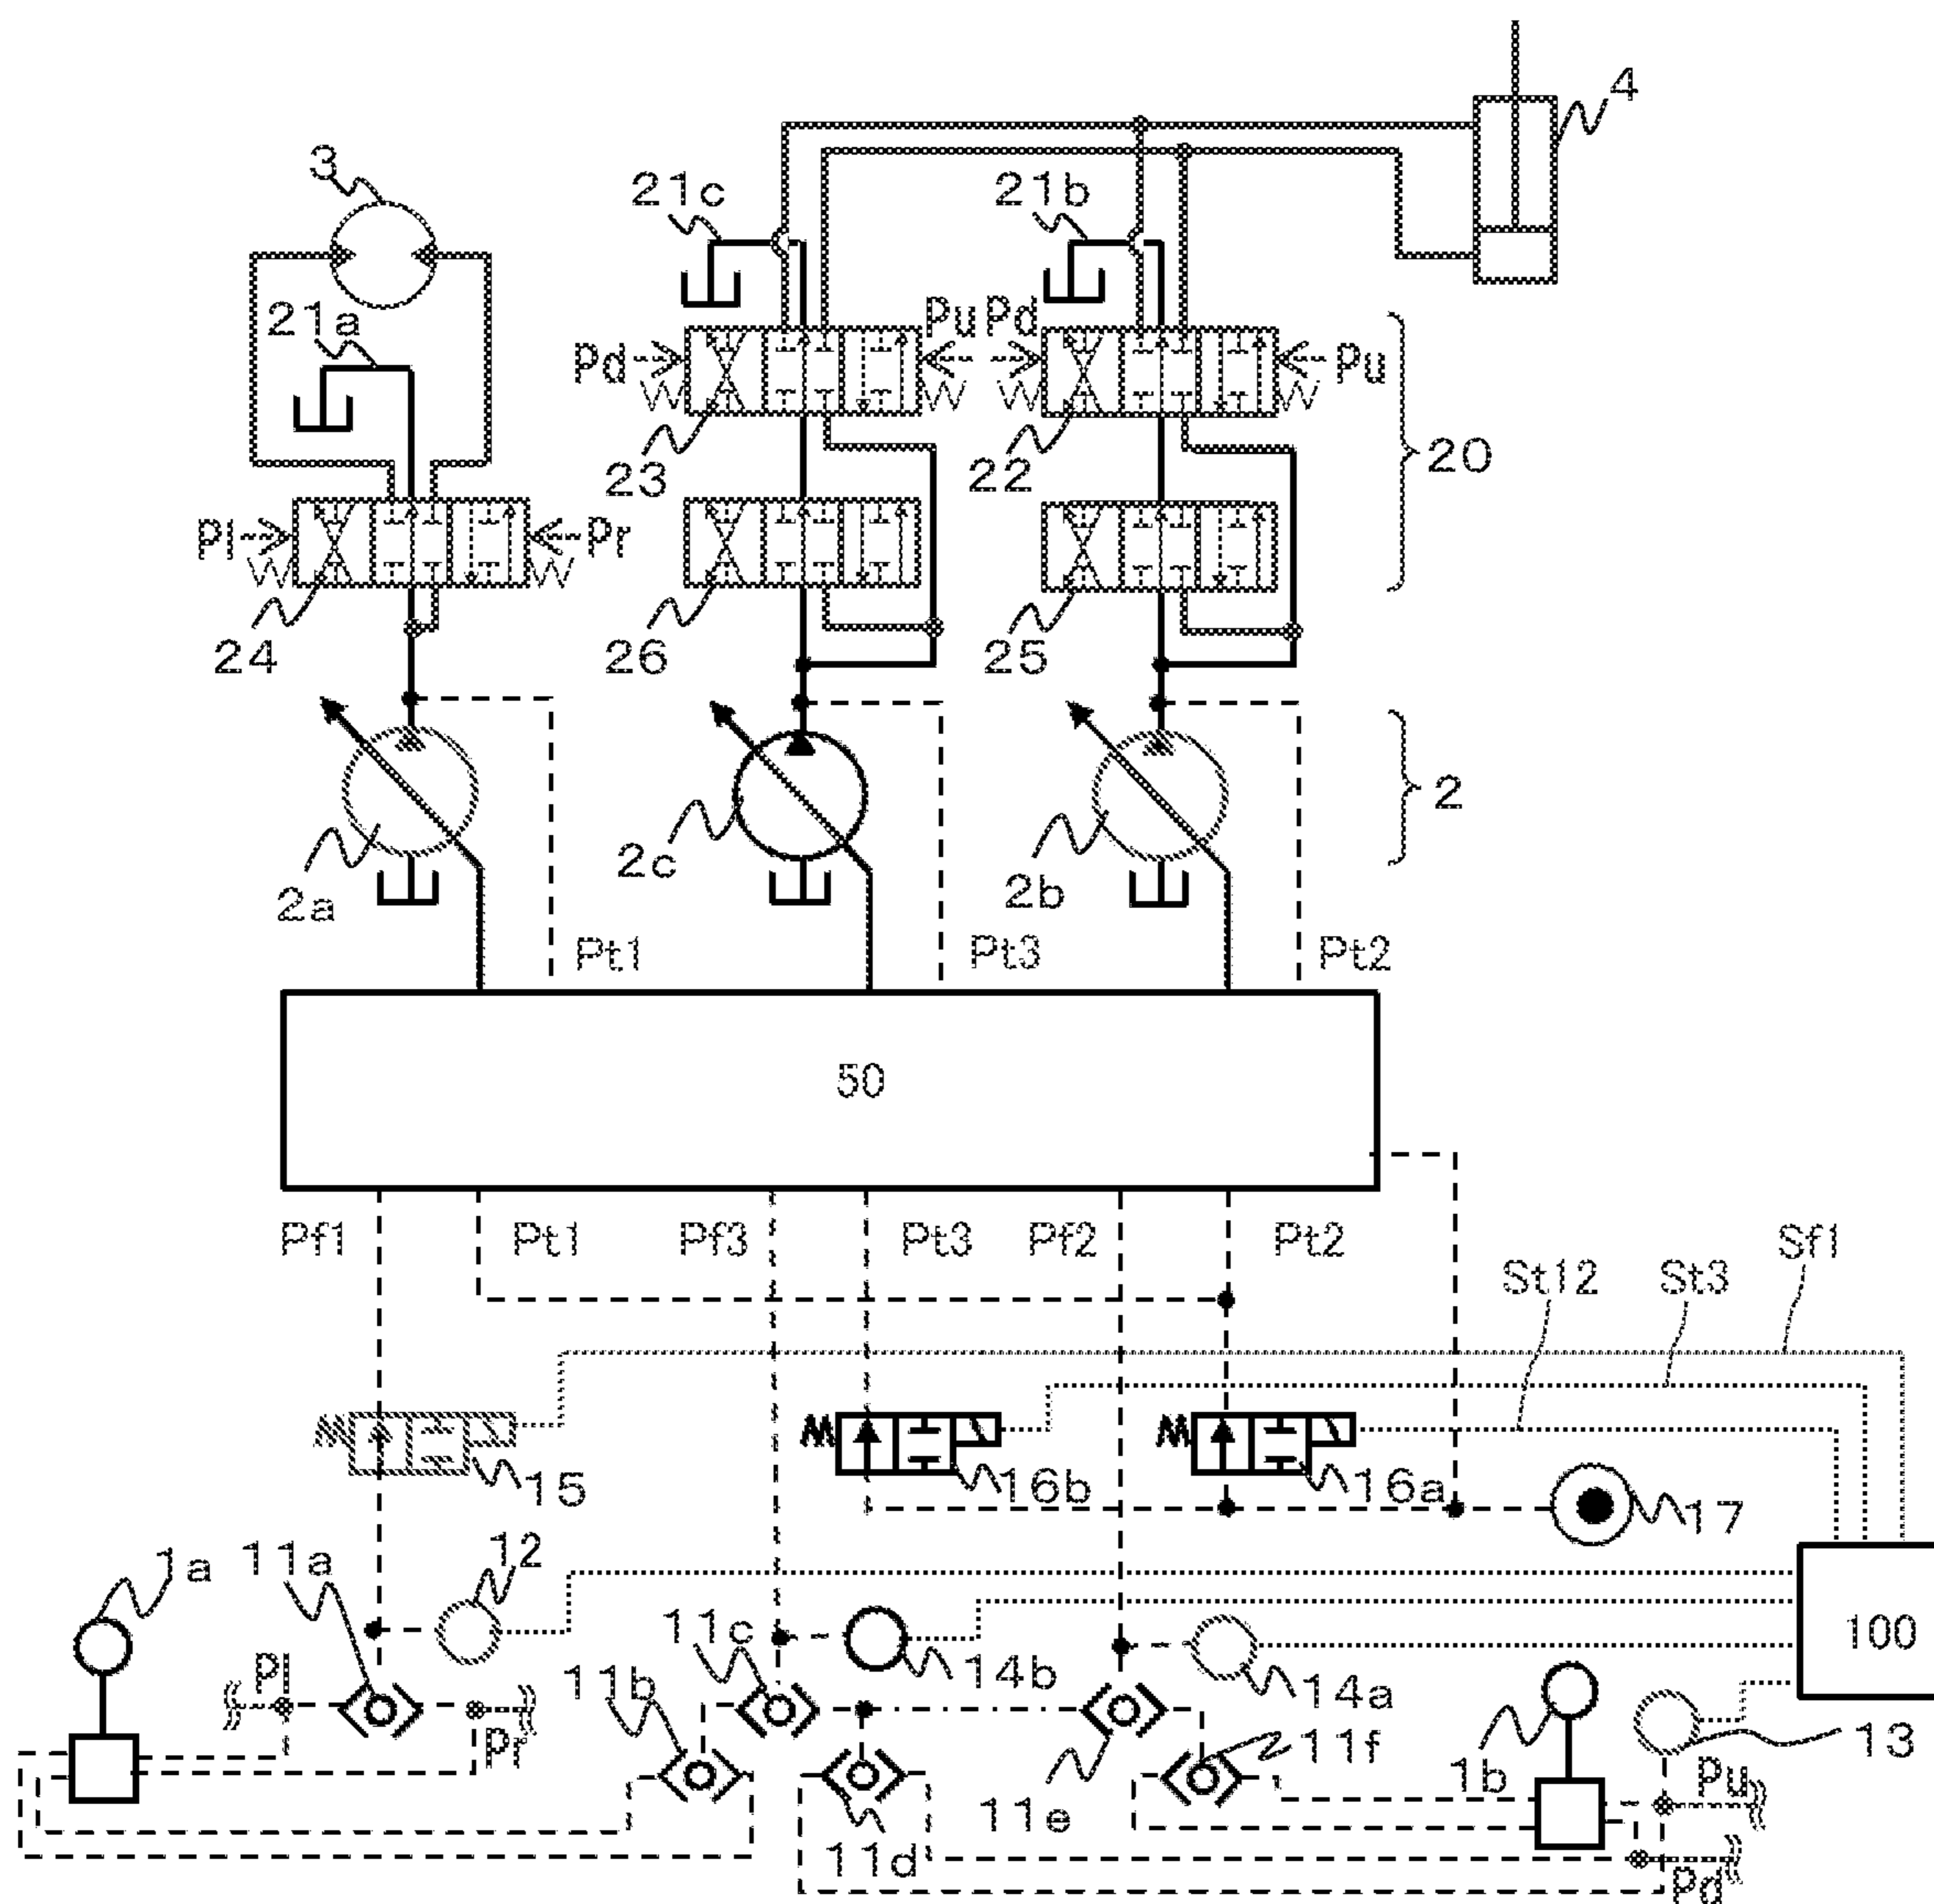 4
3
21c
21b
21a
Pd
Pu
Pd
Pu
23
22
20
Pl
Pr
24
26
25
2a
2c
2b
2
Pt1
Pt3
Pt2
50
Pf1
Pt1
Pf3
Pt3
Pf2
Pt2
St12
St3
Sf1
15
16b
16a
17
1a
11a
12
11c
11b
14b
14a
100
Pl
Pr
11d
11e
11f
1b
13
Pu
Pd